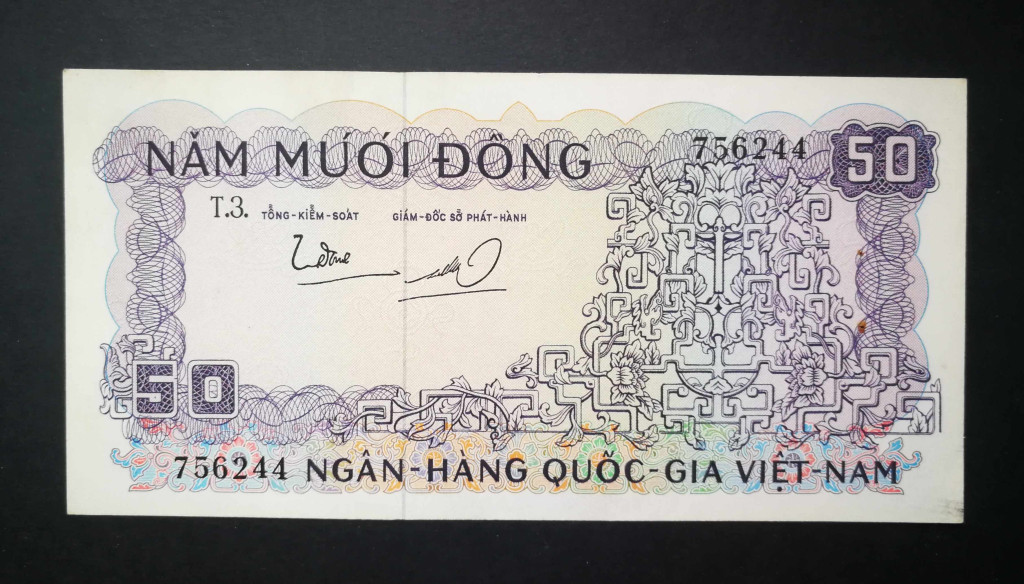 NĂM MƯƠI ĐỒNG
756244
50
T.3.
TỔNG-KIỂM-SOÁT
GIÁM-ĐỐC SỞ PHÁT-HÀNH
50
756244 NGÂN-HÀNG QUỐC-GIA VIỆT-NAM